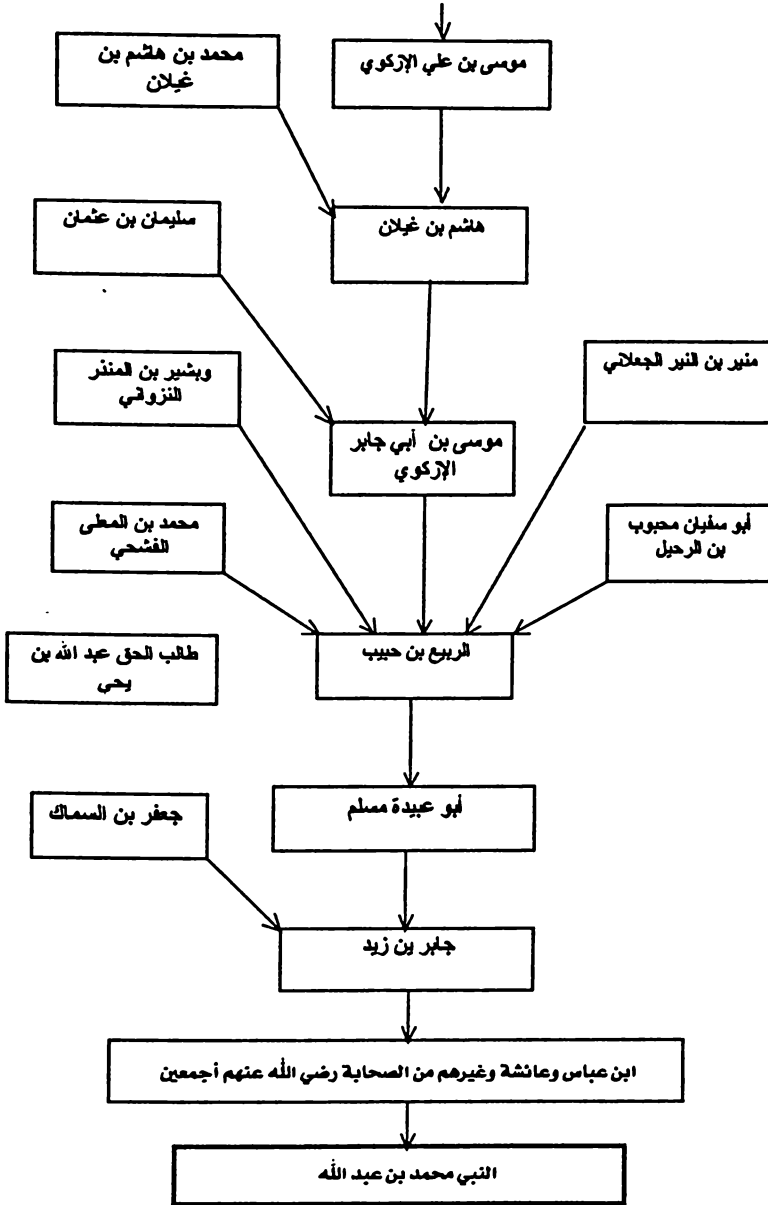 موسى بن علي الإزكوي
محمد بن هاشم بن
غيلان
هاشم بن غيلان
سليمان بن عثمان
منير بن النير الجعلاني
وبشير بن المنذر
النزواني
موسى بن أبي جابر
الإزكوي
أبو سفيان محبوب
بن الرحيل
محمد بن المعلى
الفشحي
الربيع بن حبيب
طالب الحق عبد الله بن
يحي
أبو عبيدة مسلم
جعفر بن السماك
جابر بن زيد
ابن عباس وعائشة وغيرهم من الصحابة رضي الله عنهم أجمعين
النبي محمد بن عبد الله